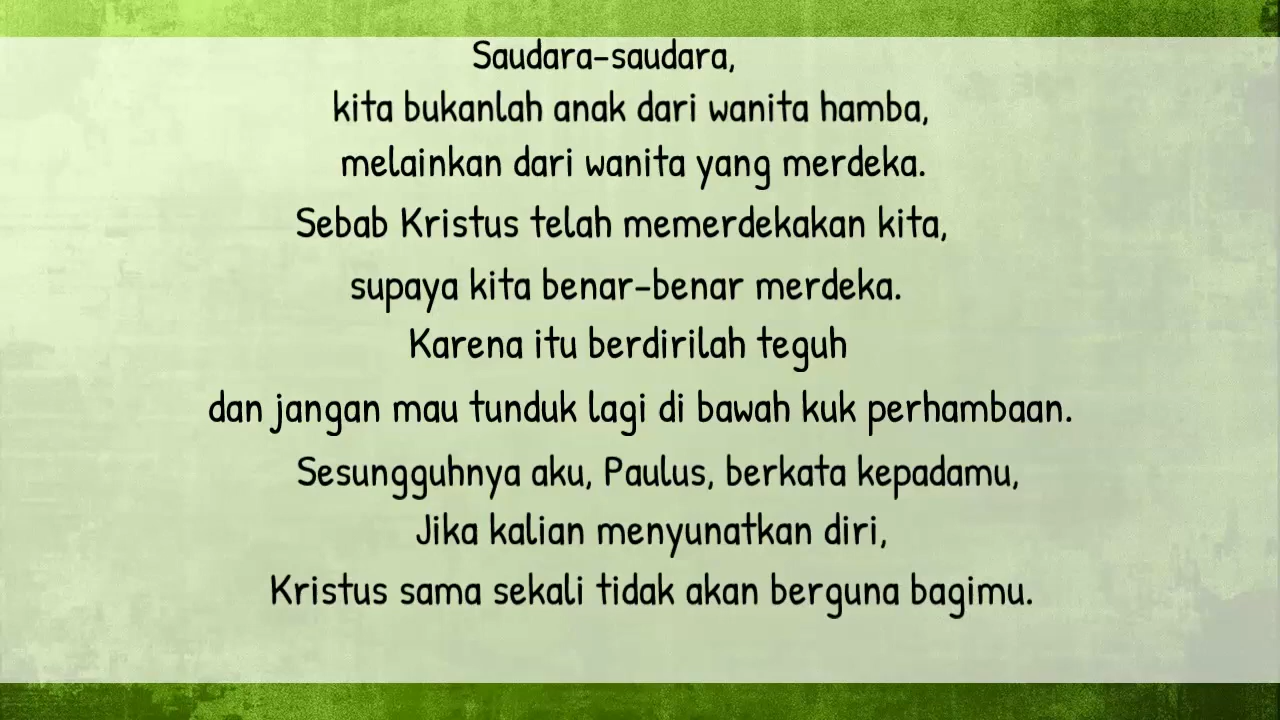 Saudara-saudara,
kita bukanlah anak dari wanita hamba,
melainkan dari wanita yang merdeka.
Sebab Kristus telah memerdekakan kita,
supaya kita benar-benar merdeka.
Karena itu berdirilah teguh
dan jangan mau tunduk lagi di bawah kuk perhambaan.
Sesungguhnya aku, Paulus, berkata kepadamu,
Jika kalian menyunatkan diri,
Kristus sama sekali tidak akan berguna bagimu.